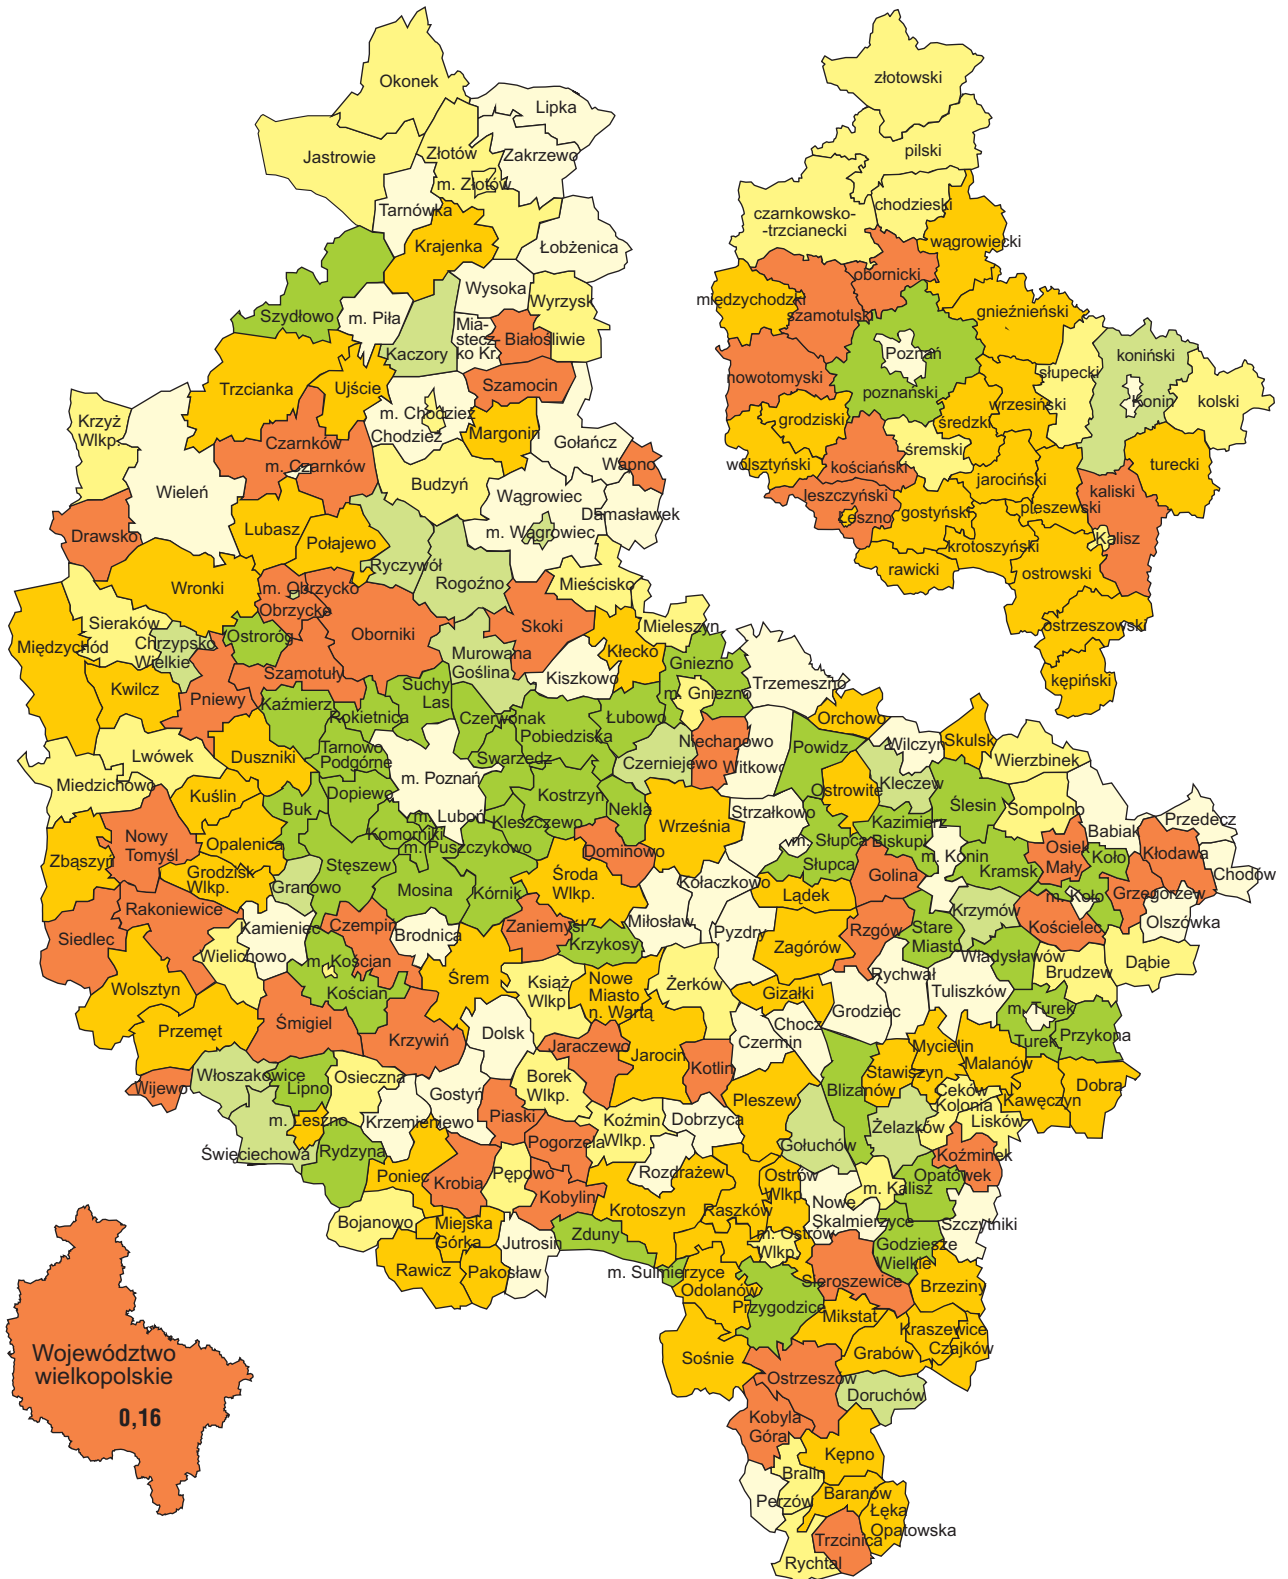 Okonek
Lipka
Jastrowie
Złotów
Zakrzewo
m. Złotów
Tarnówka
Krajenka
Łobżenica
Wysoka
Wyrzysk
Szydłowo
m. Piła
Kaczory
Mia-
stecz-
ko Kr.
Białośliwie
Trzcianka
Ujście
Szamocin
m. Chodzież
Chodzież
Margonin
Gołańcz
Krzyż
Wlkp.
Czarnków
m. Czarnków
Wapno
Wieleń
Budzyń
Wągrowiec
Damasławek
m. Wągrowiec
Drawsko
Lubasz
Połajewo
Ryczywół
Rogoźno
Mieścisko
Wronki
m. Obrzycko
Obrzycko
Sieraków
Międzychód
Chrzypsko
Wielkie
Ostroróg
Oborniki
Skoki
Mieleszyn
Kłecko
Murowana
Goślina
Gniezno
Kwilcz
Pniewy
Szamotuły
Kiszkowo
m. Gniezno
Trzemeszno
Suchy
Las
Kaźmierz
Rokietnica
Czerwonak
Łubowo
Orchowo
Pobiedziska
Lwówek
Duszniki
Tarnowo
Podgórne
Swarzędz
Niechanowo
Czerniejewo
Witkowo
Powidz
Wilczyn
Skulsk
Wierzbinek
Miedzichowo
Kuślin
Buk
Dopiewo
m. Poznań
Kostrzyn
Nekla
Kleczew
Ostrowite
Ślesin
Sompolno
m. Luboń
Komorniki
m. Puszczykowo
Kleszczewo
Września
Strzałkowo
Kazimierz
Biskupi
Babiak
Przedecz
Zbąszyń
Nowy
Tomyśl
Opalenica
Stęszew
Dominowo
m. Słupca
Słupca
m. Konin
Osiek
Mały
Koło
Kłodawa
Chodów
Grodzisk
Wlkp.
Granowo
Mosina
Kórnik
Środa
Wlkp.
Kołaczkowo
Lądek
Golina
Kramsk
m. Koło
Grzegorzew
Rakoniewice
Siedlec
Kamieniec
Czempiń
Brodnica
Zaniemyśl
Krzykosy
Miłosław
Pyzdry
Zagórów
Rzgów
Stare
Miasto
Krzymów
Kościelec
Olszówka
Wielichowo
m. Kościan
Kościan
Śrem
Książ
Wlkp
Nowe
Miasto
n. Wartą
Żerków
Gizałki
Rychwał
Władysławów
Tuliszków
Brudzew
Dąbie
Wolsztyn
Przemęt
Śmigiel
Krzywiń
Dolsk
Jaraczewo
Jarocin
Kotlin
Czermin
Chocz
Grodziec
m. Turek
Turek
Przykona
Mycielin
Malanów
Wijewo
Włoszakowice
Lipno
Osieczna
Gostyń
Borek
Wlkp.
Pleszew
Blizanów
Stawiszyn
Ceków
Kolonia
Kawęczyn
Dobra
m. Leszno
Krzemieniewo
Piaski
Pogorzela
Koźmin
Wlkp.
Dobrzyca
Gołuchów
Żelazków
Lisków
Święciechowa
Rydzyna
Poniec
Krobia
Pępowo
Kobylin
Rozdrażew
Ostrów
Wlkp.
m. Kalisz
Opatówek
Koźminek
Bojanowo
Miejska
Górka
Jutrosin
Zduny
Krotoszyn
Raszków
m. Ostrów
Wlkp.
Nowe
Skalmierzyce
Godziesze
Wielkie
Szczytniki
Rawicz
Pakosław
m. Sulmierzyce
Odolanów
Przygodzice
Sieroszewice
Brzeziny
Mikstat
Kraszewice
Czajków
Sośnie
Grabów
Ostrzeszów
Doruchów
Kobyla
Góra
Kępno
Bralin
Perzów
Baranów
Łęka
Opatowska
Trzcinica
Rychtal
złotowski
pilski
chodzieski
czarnkowsko-
-trzcianecki
wągrowiecki
obornicki
międzychodzki
szamotulski
gnieźnieński
Poznań
nowotomyski
poznański
słupecki
koniński
Konin
kolski
grodziski
średzki
wrzesiński
wolsztyński
kościański
śremski
turecki
leszczyński
Leszno
gostyński
jarociński
pleszewski
kaliski
Kalisz
krotoszyński
rawicki
ostrowski
ostrzeszowski
kępiński
Województwo
wielkopolskie
0,16